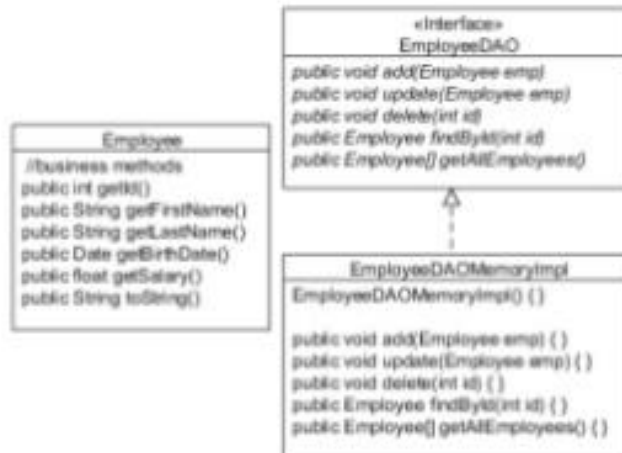 «Interface»
EmployeeDAO
public void add(Employee emp)
public void update(Employee emp)
public void delete(int id)
public Employee findById(int id)
public Employee[] getAllEmployees()
Employee
//business methods
public int getId()
public String getFirstName()
public String getLastName()
public Date getBirthDate()
public float getSalary()
public String toString()
EmployeeDAOMemoryImpl
EmployeeDAOMemoryImpl() { }
public void add(Employee emp) { }
public void update(Employee emp) { }
public void delete(int id) { }
public Employee findById(int id) { }
public Employee[] getAllEmployees() { }